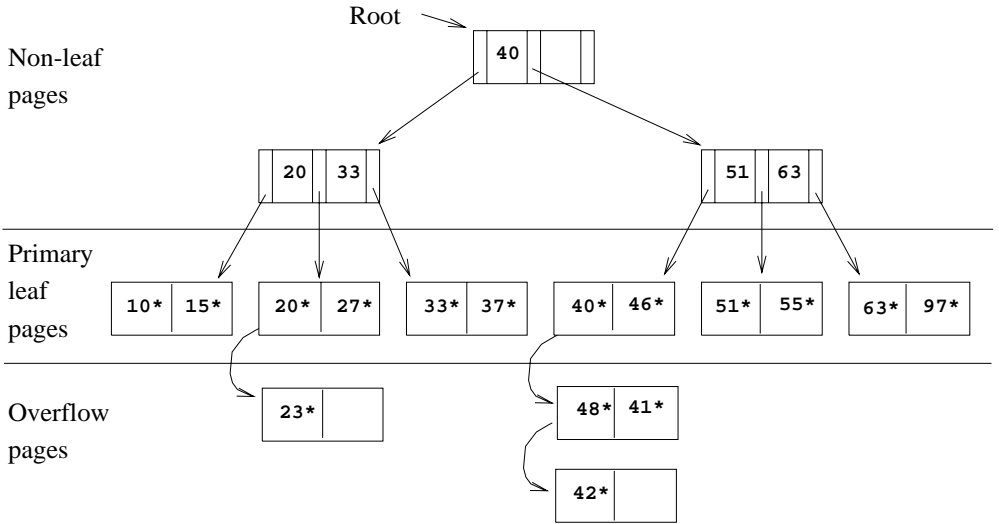 Root
Non-leaf
pages
40
20 33
51 63
Primary
leaf
pages
10* 15*
20* 27*
33* 37*
40* 46*
51* 55*
63* 97*
Overflow
pages
23*
48* 41*
42*